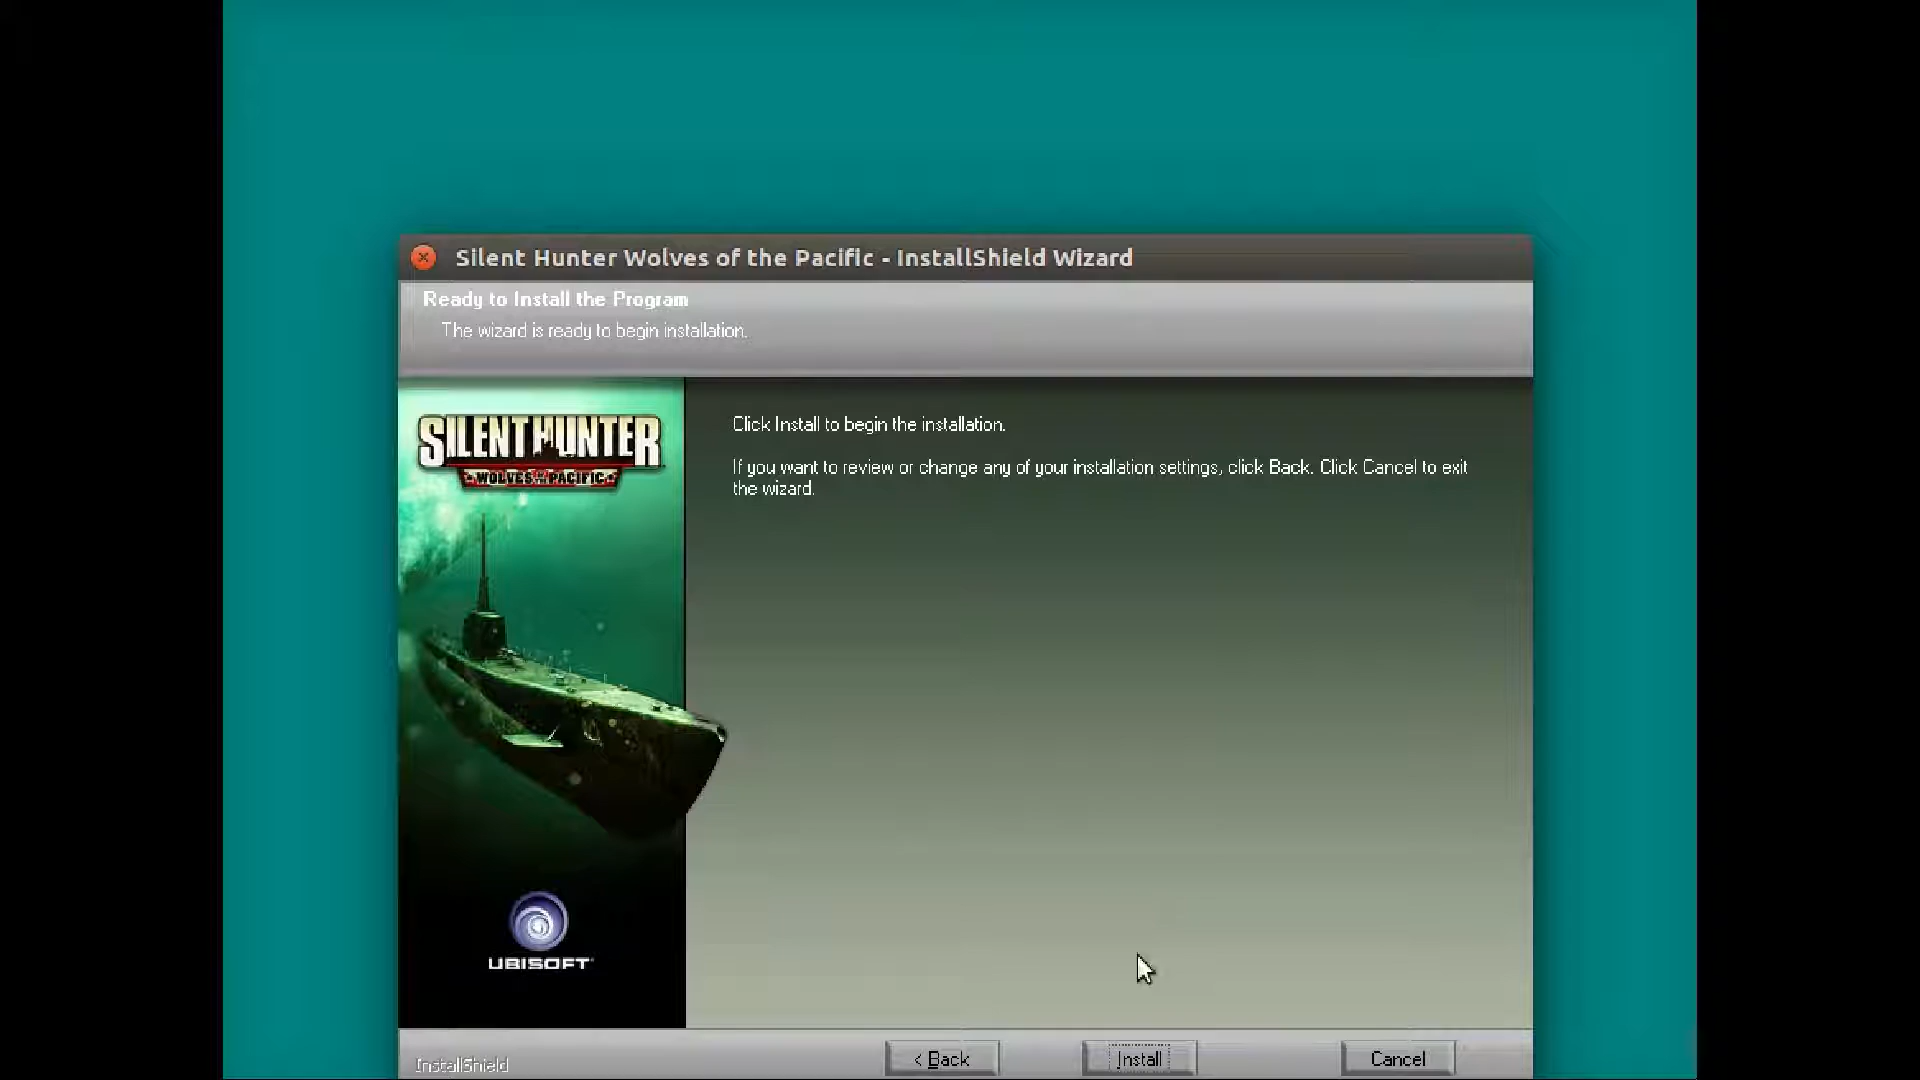 Silent Hunter Wolves of the Pacific - InstallShield Wizard
Ready to Install the Program
The wizard is ready to begin installation.
SILENT HUNTER
WOLVES OF THE PACIFIC
Click Install to begin the installation.
If you want to review or change any of your installation settings, click Back. Click Cancel to exit
the wizard.
UBISOFT
InstallShield
< Back
Install
Cancel